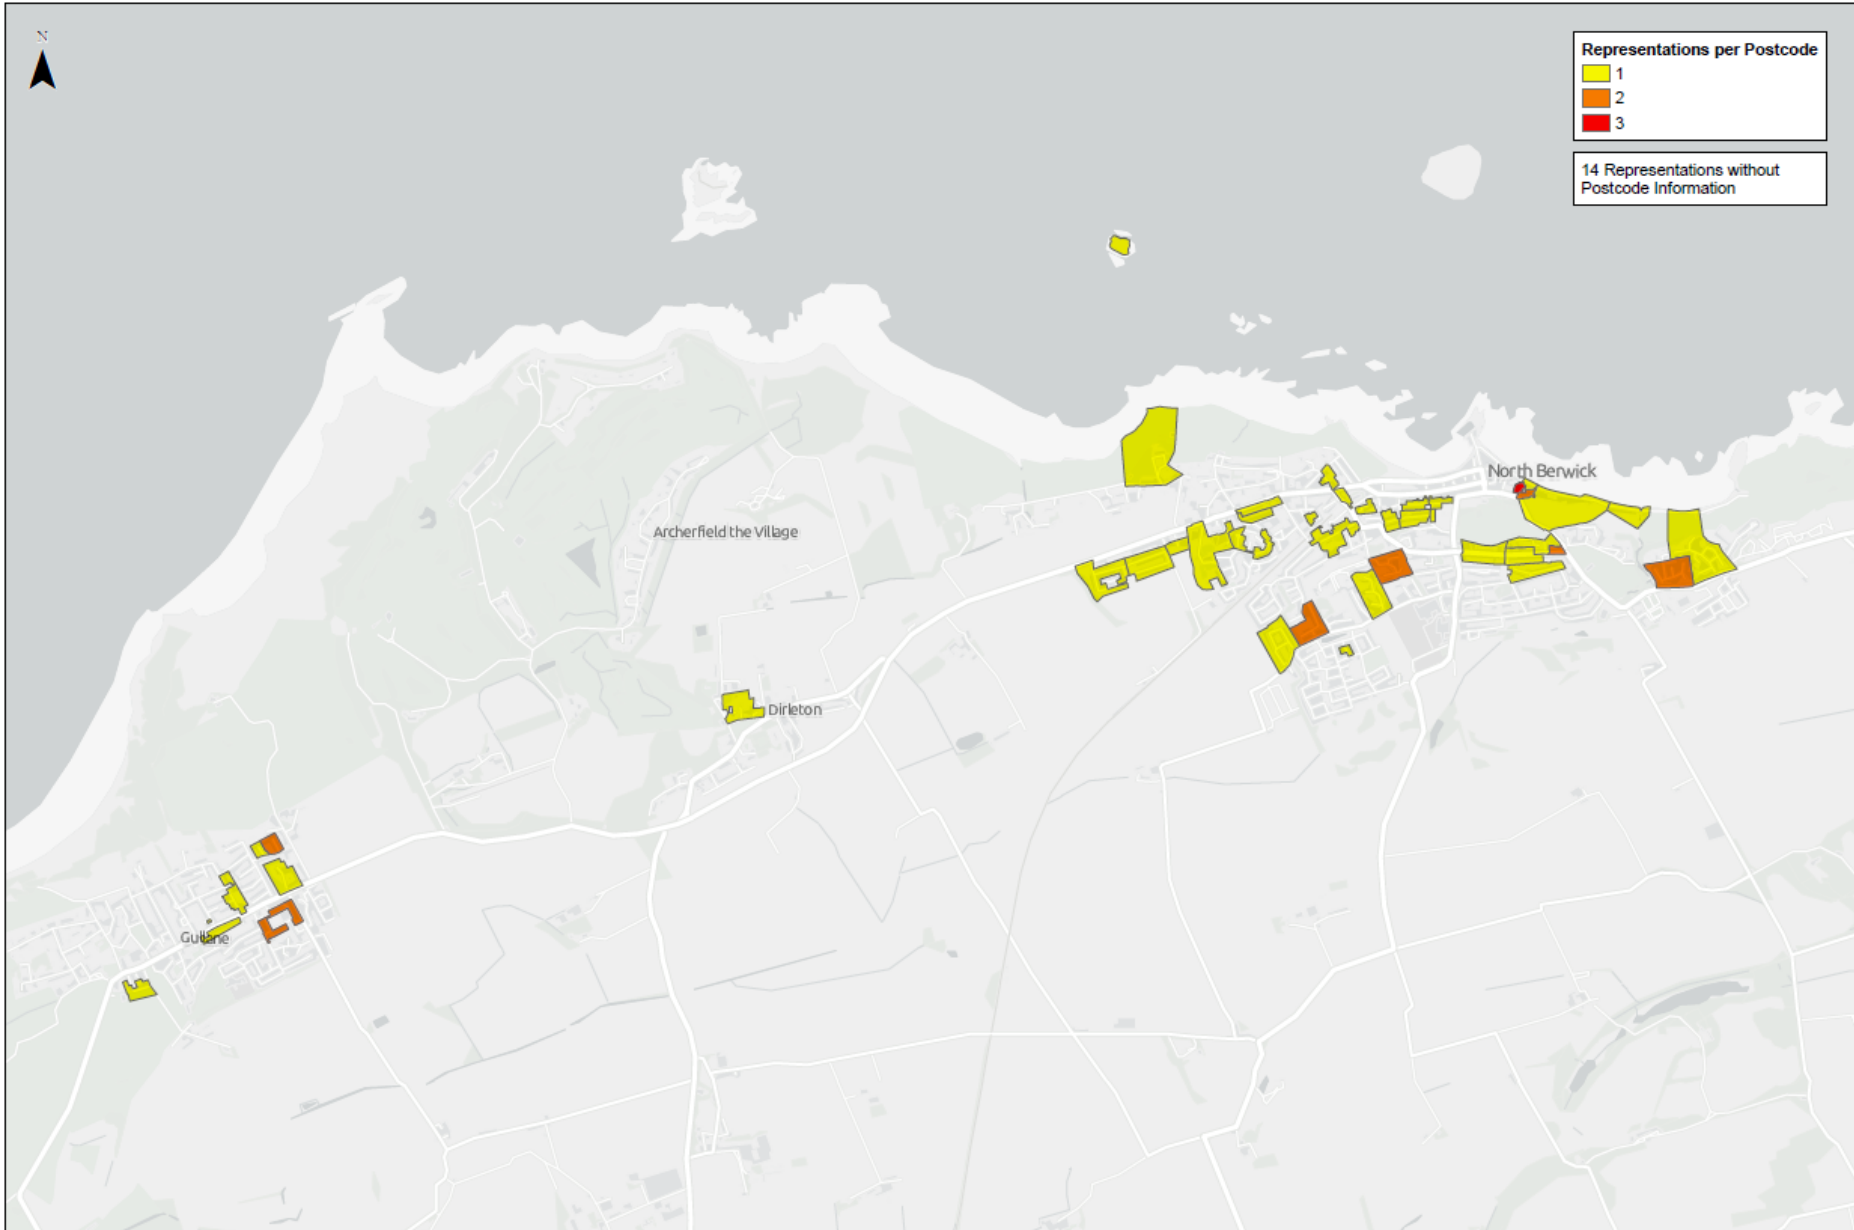 N
Representations per Postcode
1
2
3
14 Representations without
Postcode Information
North Berwick
Archerfield the Village
Dirleton
Gullane